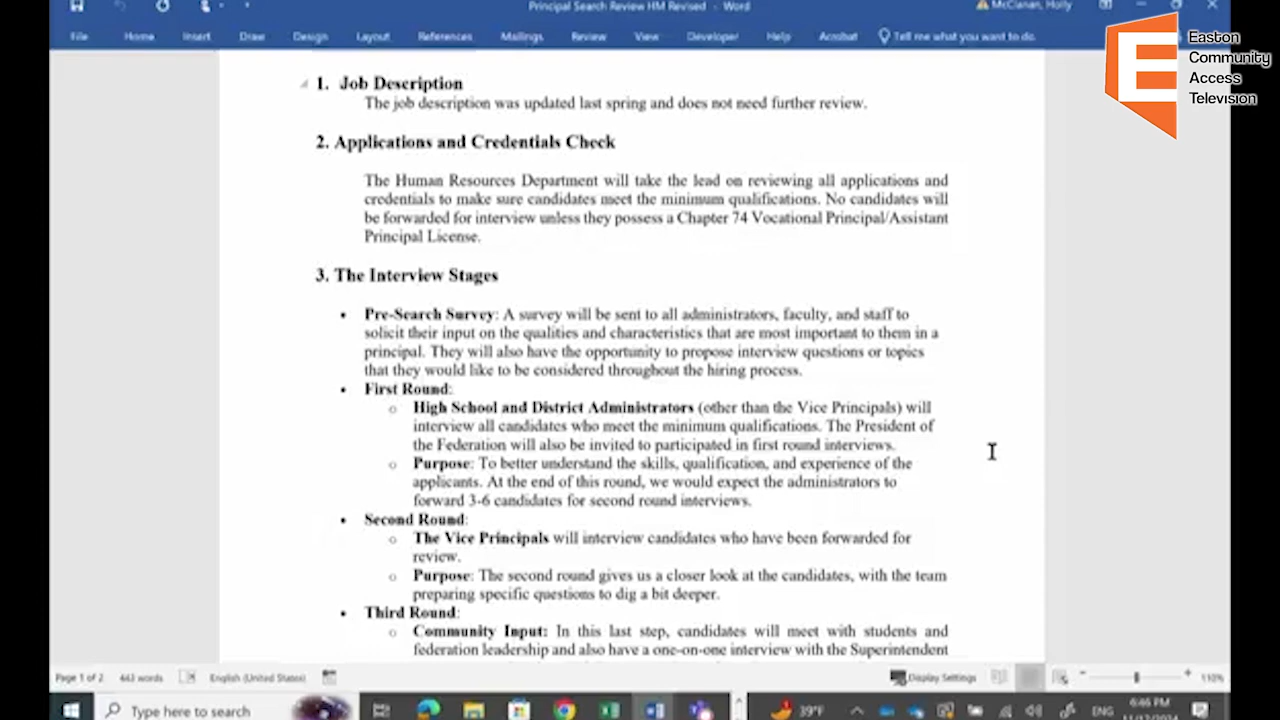 Principal Search Review HM Revised - Word
McClanan, Holly
File Home Insert Draw Design Layout References Mailings Review View Developer Help Acrobat Tell me what you want to do
Easton
Community
Access
Television
1. Job Description
The job description was updated last spring and does not need further review.
2. Applications and Credentials Check
The Human Resources Department will take the lead on reviewing all applications and
credentials to make sure candidates meet the minimum qualifications. No candidates will
be forwarded for interview unless they possess a Chapter 74 Vocational Principal/Assistant
Principal License.
3. The Interview Stages
• Pre-Search Survey: A survey will be sent to all administrators, faculty, and staff to
solicit their input on the qualities and characteristics that are most important to them in a
principal. They will also have the opportunity to propose interview questions or topics
that they would like to be considered throughout the hiring process.
• First Round:
o High School and District Administrators (other than the Vice Principals) will
interview all candidates who meet the minimum qualifications. The President of
the Federation will also be invited to participated in first round interviews.
o Purpose: To better understand the skills, qualification, and experience of the
applicants. At the end of this round, we would expect the administrators to
forward 3-6 candidates for second round interviews.
• Second Round:
o The Vice Principals will interview candidates who have been forwarded for
review.
o Purpose: The second round gives us a closer look at the candidates, with the team
preparing specific questions to dig a bit deeper.
• Third Round:
o Community Input: In this last step, candidates will meet with students and
federation leadership and also have a one-on-one interview with the Superintendent
Page 1 of 2 443 words English (United States) Display Settings 110%
Type here to search 39°F ENG 6:46 PM